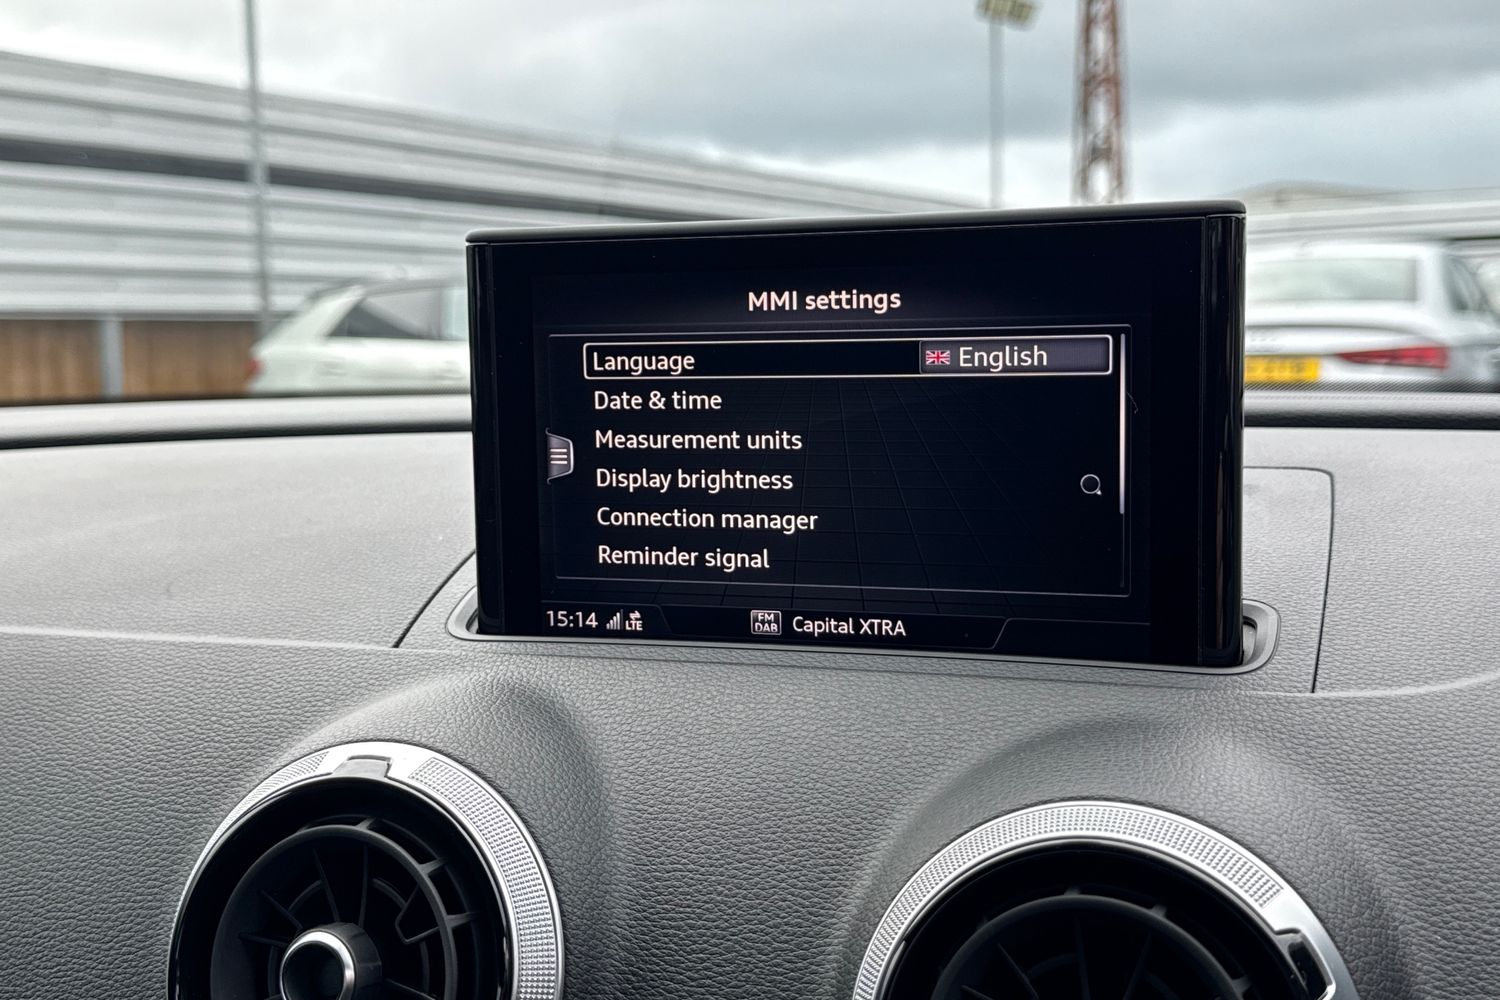 MMI settings
Language English
Date & time
Measurement units
Display brightness
Connection manager
Reminder signal
15:14 LTE FM DAB Capital XTRA